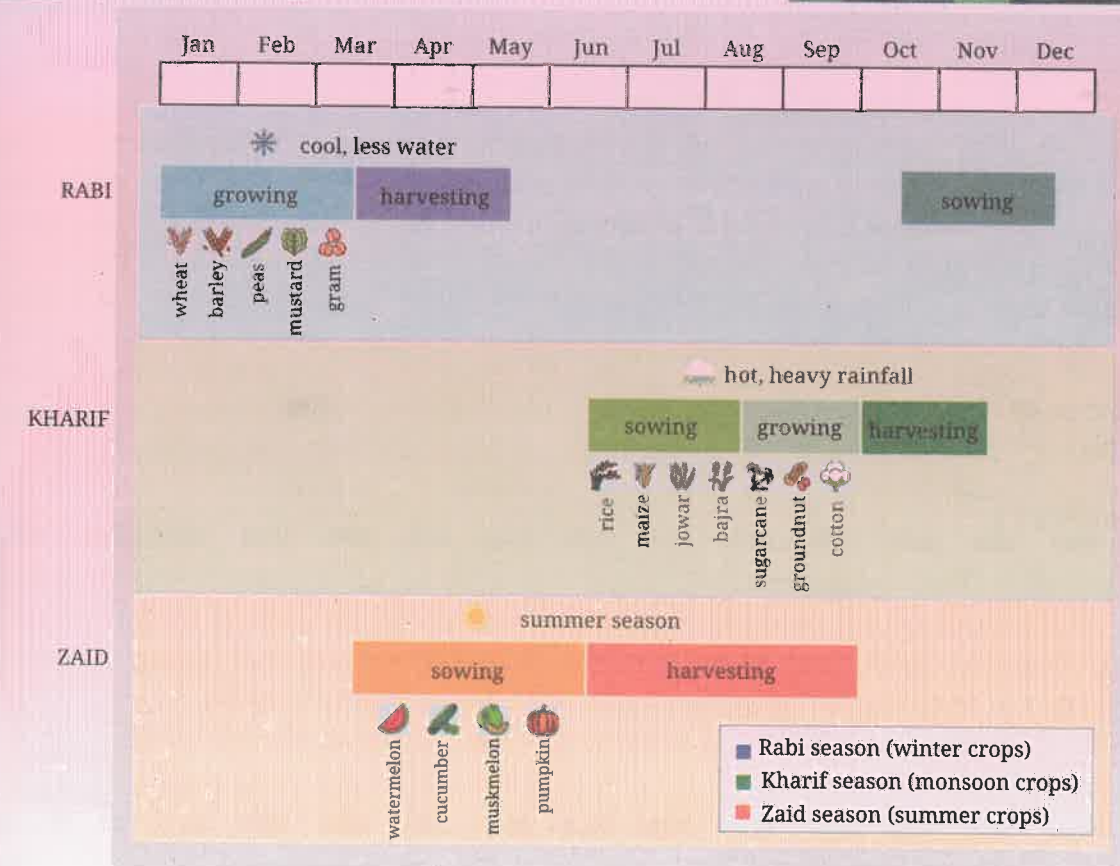 Jan Feb Mar Apr May Jun Jul Aug Sep Oct Nov Dec
cool, less water
RABI
growing harvesting sowing
wheat barley peas mustard gram
hot, heavy rainfall
KHARIF
sowing growing harvesting
rice maize jowar bajra sugarcane groundnut cotton
summer season
ZAID
sowing harvesting
watermelon cucumber muskmelon pumpkin
Rabi season (winter crops)
Kharif season (monsoon crops)
Zaid season (summer crops)